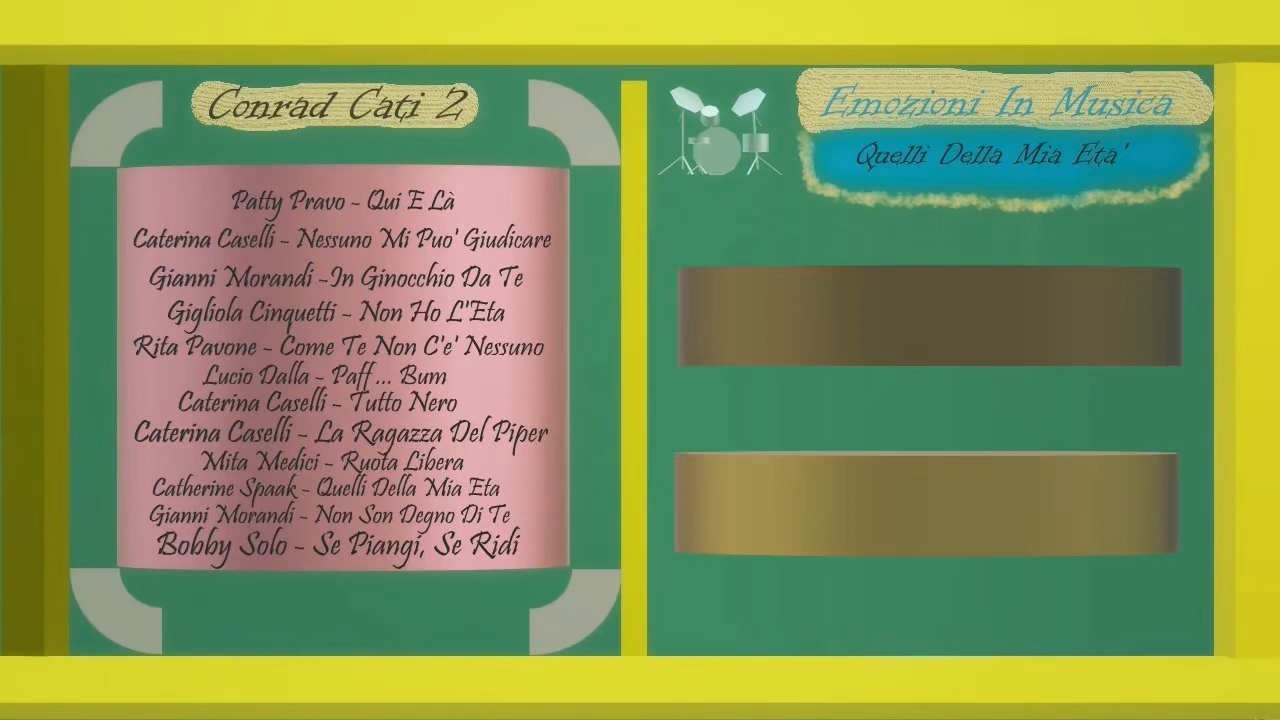 Conrad Cati 2
Patty Pravo - Qui E Là
Caterina Caselli - Nessuno Mi Puo' Giudicare
Gianni Morandi -In Ginocchio Da Te
Gigliola Cinquetti - Non Ho L'Eta
Rita Pavone - Come Te Non C'e' Nessuno
Lucio Dalla - Paff... Bum
Caterina Caselli - Tutto Nero
Caterina Caselli - La Ragazza Del Piper
Mita Medici - Ruota Libera
Catherine Spaak - Quelli Della Mia Eta
Gianni Morandi - Non Son Degno Di Te
Bobby Solo - Se Piangi, Se Ridi
Emozioni In Musica
Quelli Della Mia Eta'